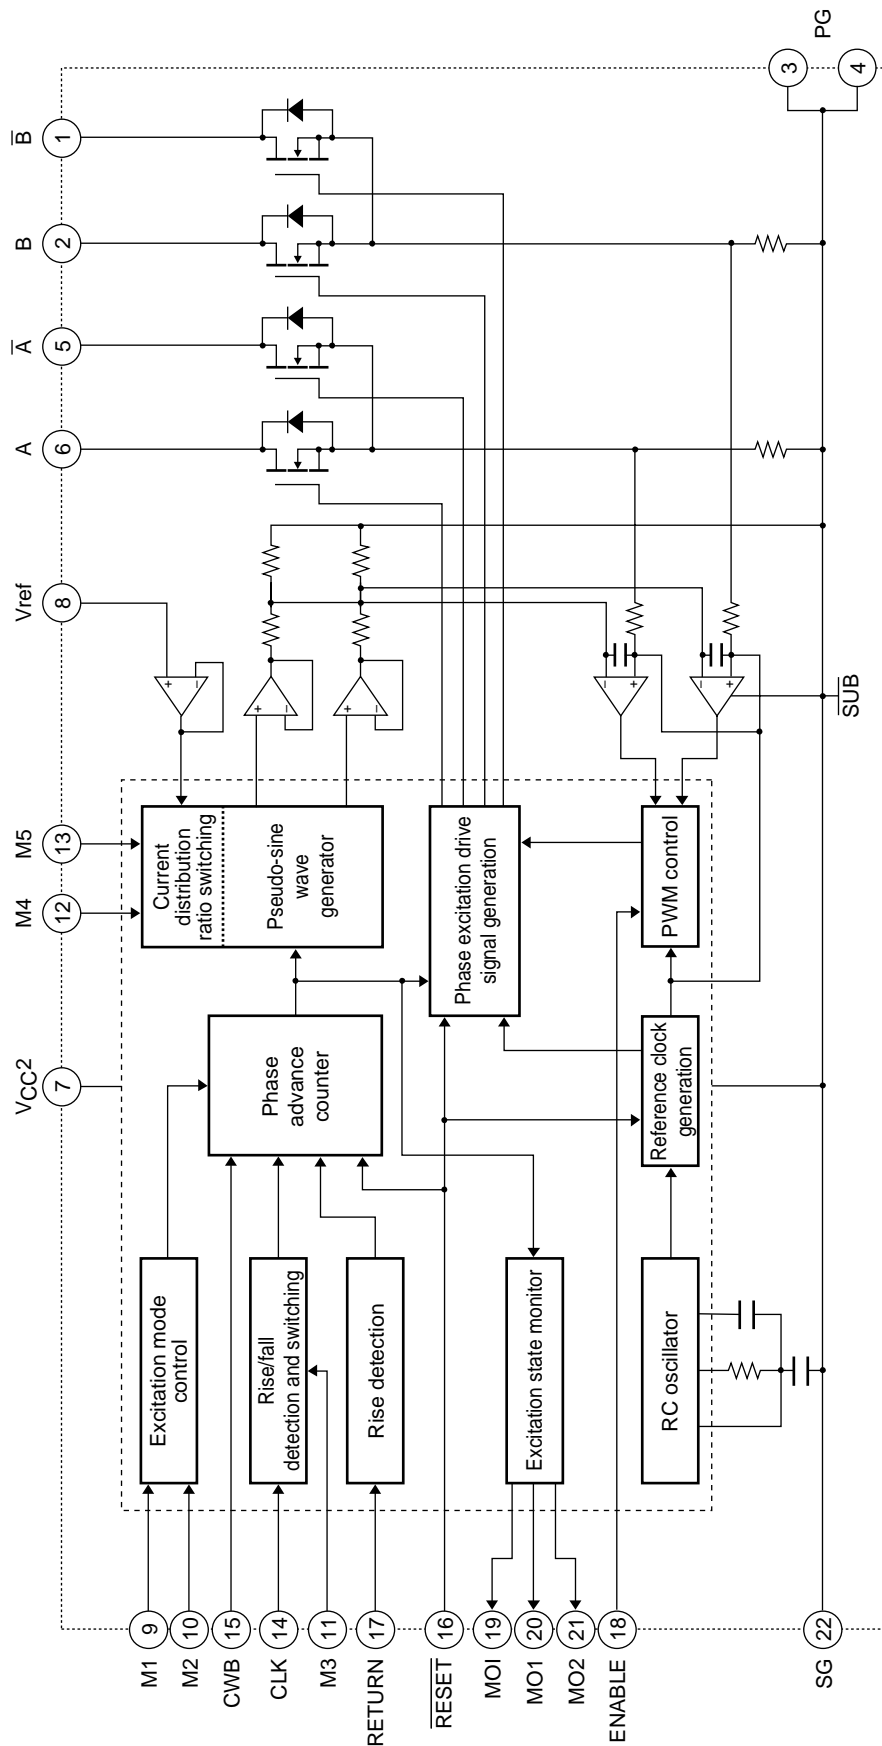 VCC2
7
M4
12
M5
13
Vref
8
A
6
A
5
B
2
B
1
M1
9
M2
10
CWB
15
CLK
14
M3
11
RETURN
17
RESET
16
MOI
19
MO1
20
MO2
21
ENABLE
18
SG
22
Excitation mode
control
Rise/fall
detection and switching
Rise detection
Excitation state monitor
RC oscillator
Phase
advance
counter
Reference clock
generation
Current
distribution
ratio switching
Pseudo-sine
wave
generator
Phase excitation drive
signal generation
PWM control
+
−
+
−
+
−
−
+
−
+
SUB
3
4
PG